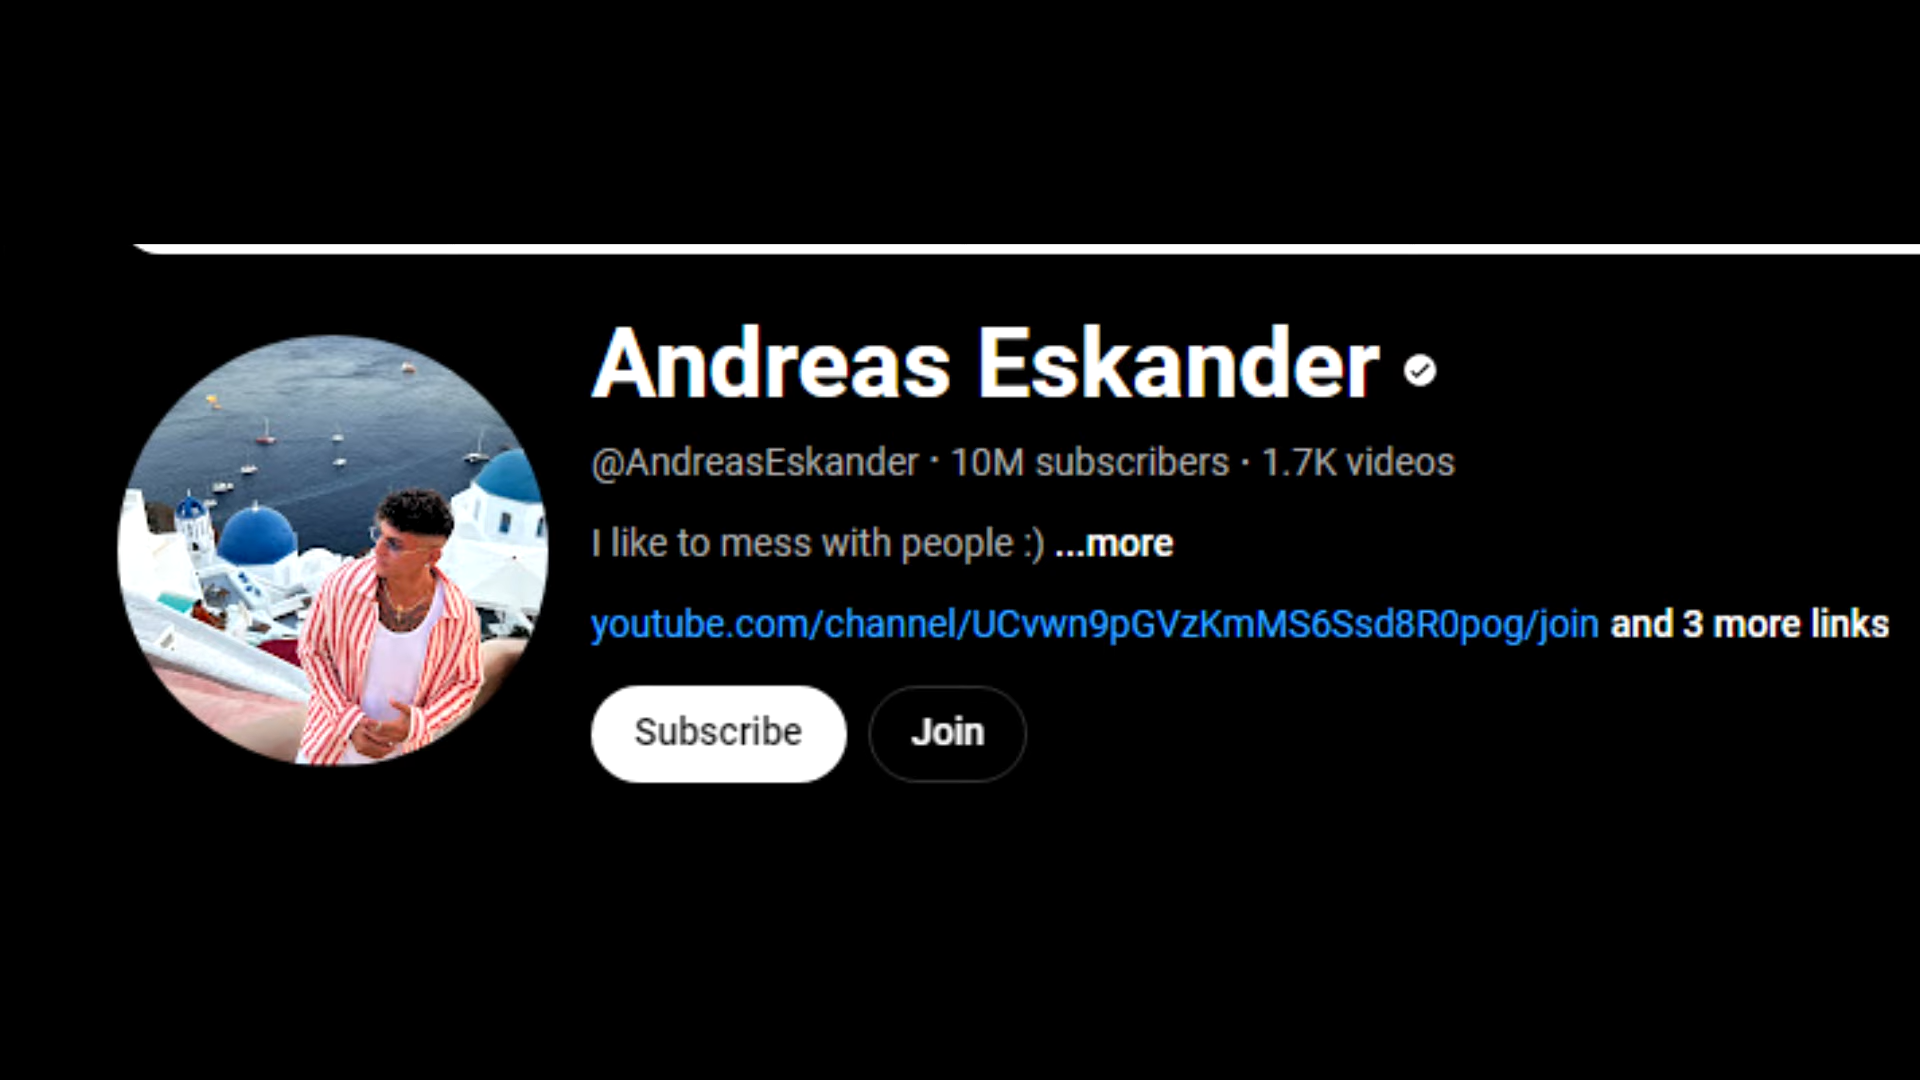 Andreas Eskander
@AndreasEskander · 10M subscribers · 1.7K videos
I like to mess with people :) ...more
youtube.com/channel/UCvwn9pGVzKmMS6Ssd8R0pog/join and 3 more links
Subscribe Join